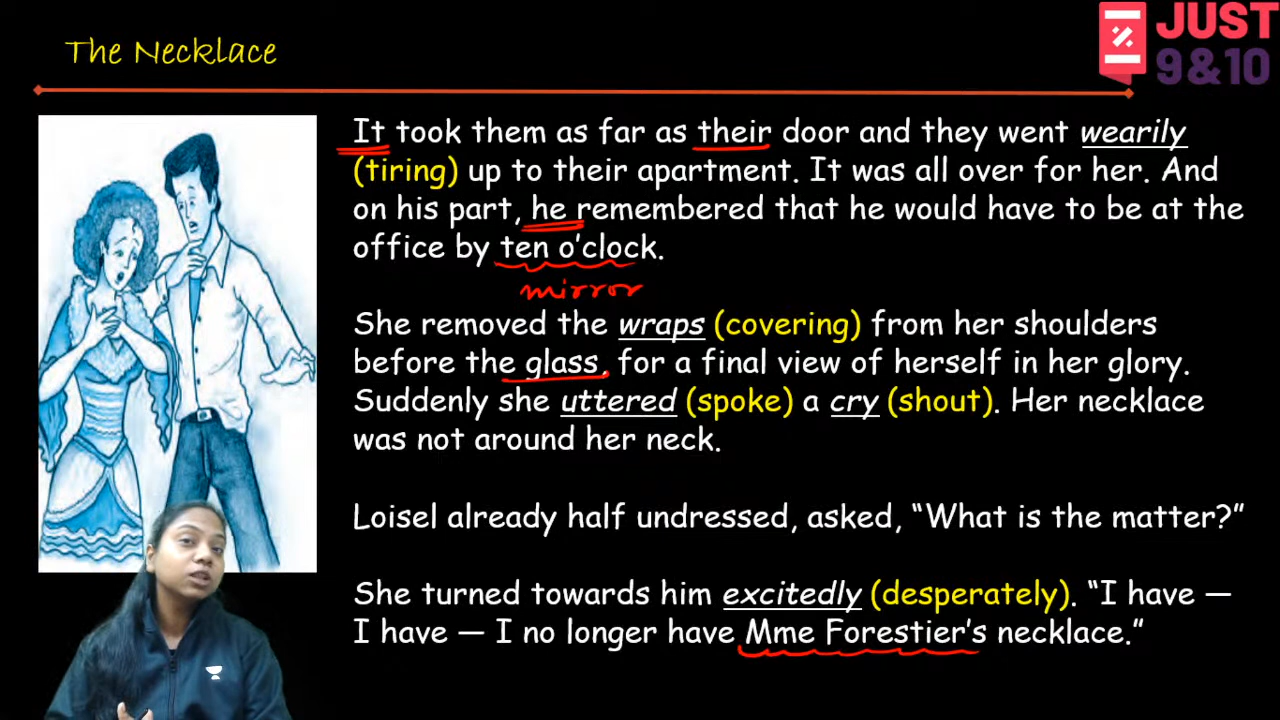 The Necklace
JUST
9&10
It took them as far as their door and they went wearily
(tiring) up to their apartment. It was all over for her. And
on his part, he remembered that he would have to be at the
office by ten o'clock.
mirror
She removed the wraps (covering) from her shoulders
before the glass, for a final view of herself in her glory.
Suddenly she uttered (spoke) a cry (shout). Her necklace
was not around her neck.
Loisel already half undressed, asked, “What is the matter?”
She turned towards him excitedly (desperately). “I have —
I have — I no longer have Mme Forestier’s necklace.”